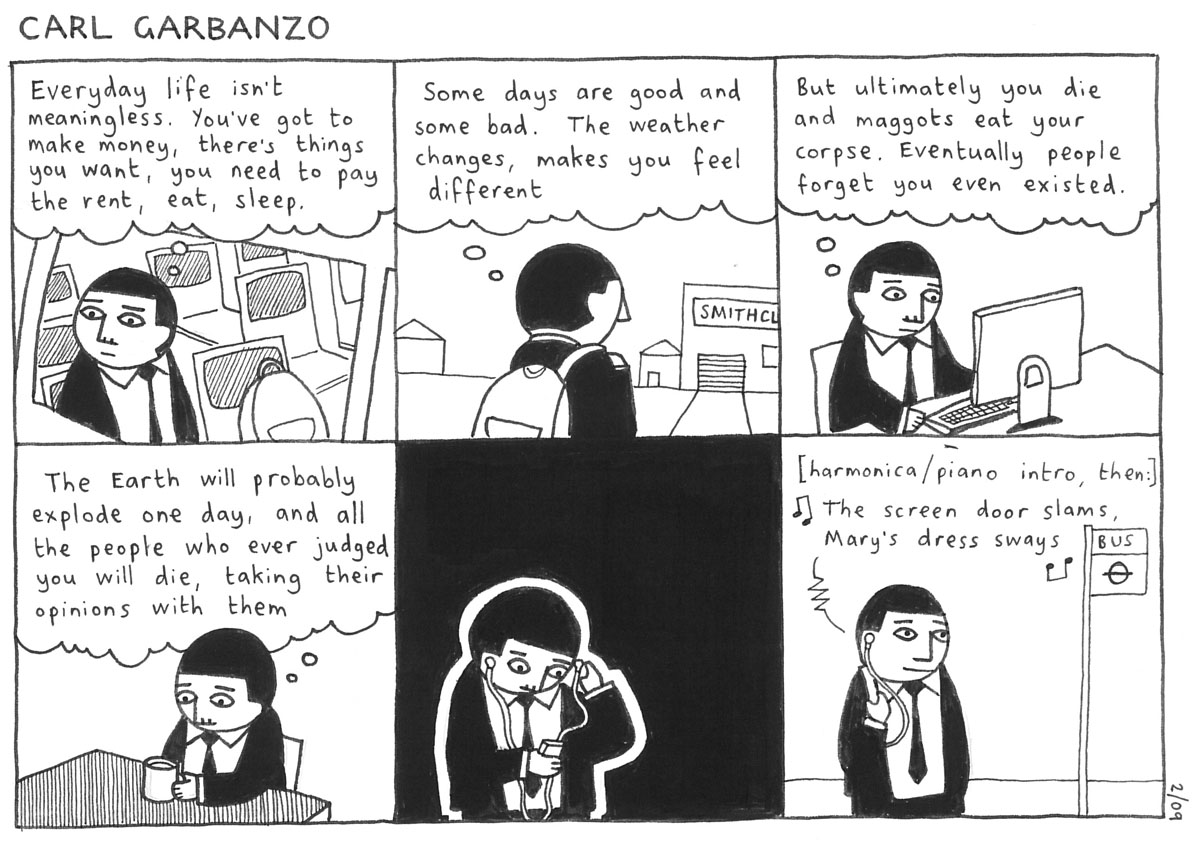 CARL GARBANZO
Everyday life isn't
meaningless. You've got to
make money, there's things
you want, you need to pay
the rent, eat, sleep.
Some days are good and
some bad. The weather
changes, makes you feel
different
SMITHCL
But ultimately you die
and maggots eat your
corpse. Eventually people
forget you even existed.
The Earth will probably
explode one day, and all
the people who ever judged
you will die, taking their
opinions with them
[harmonica/piano intro, then:]
♫ The screen door slams,
Mary's dress sways ♫
BUS
2/09